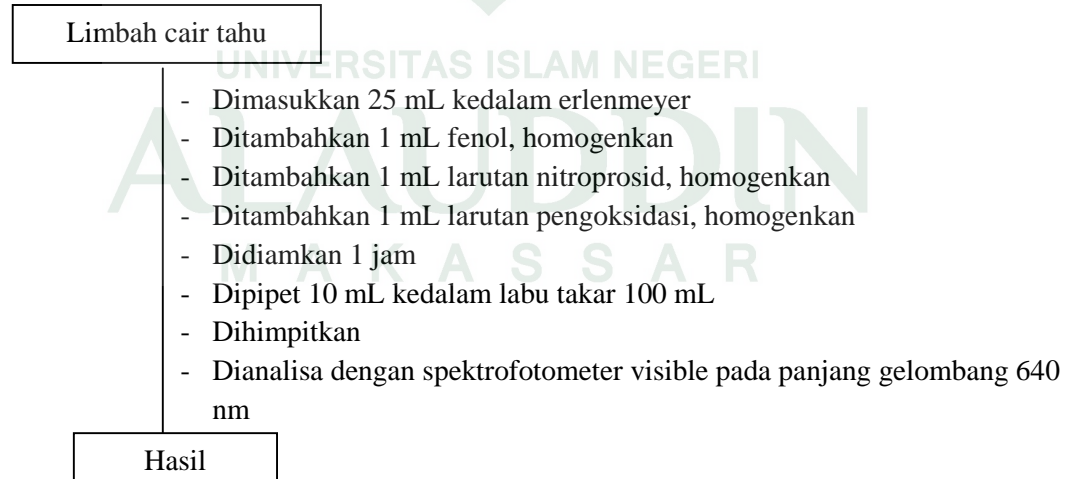 Limbah cair tahu
UNIVERSITAS ISLAM NEGERI
- Dimasukkan 25 mL kedalam erlenmeyer
- Ditambahkan 1 mL fenol, homogenkan
ALAUDDIN
- Ditambahkan 1 mL larutan nitroprosid, homogenkan
- Ditambahkan 1 mL larutan pengoksidasi, homogenkan
- Didiamkan 1 jam
MAKASSAR
- Dipipet 10 mL kedalam labu takar 100 mL
- Dihimpitkan
- Dianalisa dengan spektrofotometer visible pada panjang gelombang 640
nm
Hasil